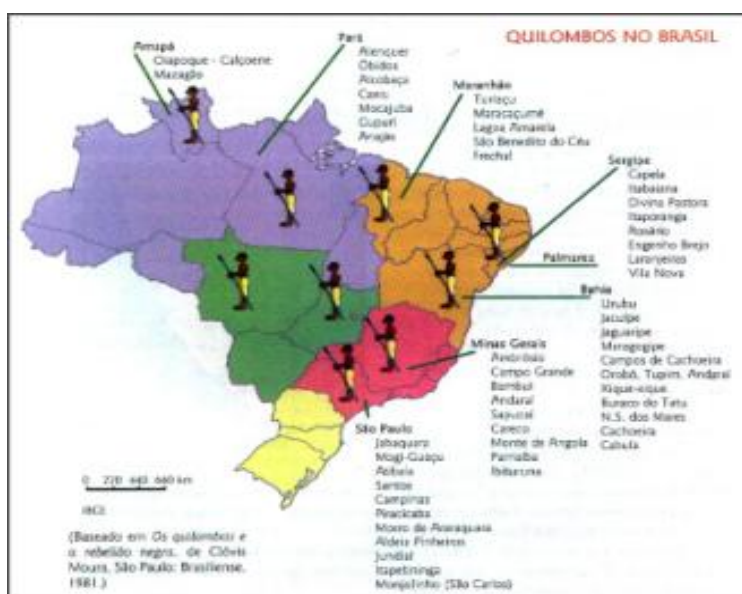 QUILOMBOS NO BRASIL
Amapá
Oiapoque - Calçoene
Mazagão
Pará
Alenquer
Óbidos
Alcobaça
Caxiu
Mocajuba
Gupuri
Anajás
Maranhão
Turiaçu
Maracaçumé
Lagoa Amarela
São Benedito do Céu
Frechal
Sergipe
Capela
Itabaiana
Divina Pastora
Itaporanga
Rosário
Engenho Brejo
Laranjeiras
Vila Nova
Palmares
Bahia
Urubu
Jacuípe
Jaguaripe
Maragogipe
Campos de Cachoeira
Orobó, Tupim, Andaraí
Xique-xique
Buraco do Tatu
N.S. dos Mares
Cachoeira
Cabula
Minas Gerais
Ambrósio
Campo Grande
Bambuí
Andaraí
Sapucaí
Careca
Monte de Angola
Parnaíba
Ibituruna
São Paulo
Jabaquara
Mogi-Guaçu
Atibaia
Santos
Campinas
Piracicaba
Morro de Araraquara
Aldeia Pinheiros
Jundiaí
Itapetininga
Monjolinho (São Carlos)
0 220 440 660 km
IBGE
(Baseado em Os quilombos e
a rebelião negra, de Clóvis
Moura, São Paulo: Brasiliense,
1981.)